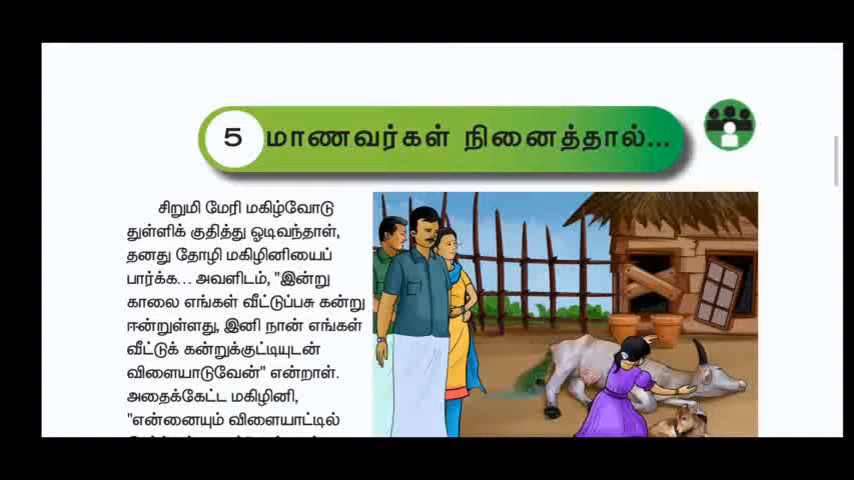 5 மாணவர்கள் நினைத்தால்...
சிறுமி மேரி மகிழ்வோடு
துள்ளிக் குதித்து ஓடிவந்தாள்,
தனது தோழி மகிழினியைப்
பார்க்க... அவளிடம், "இன்று
காலை எங்கள் வீட்டுப்பசு கன்று
ஈன்றுள்ளது, இனி நான் எங்கள்
வீட்டுக் கன்றுக்குட்டியுடன்
விளையாடுவேன்" என்றாள்.
அதைக்கேட்ட மகிழினி,
"என்னையும் விளையாட்டில்